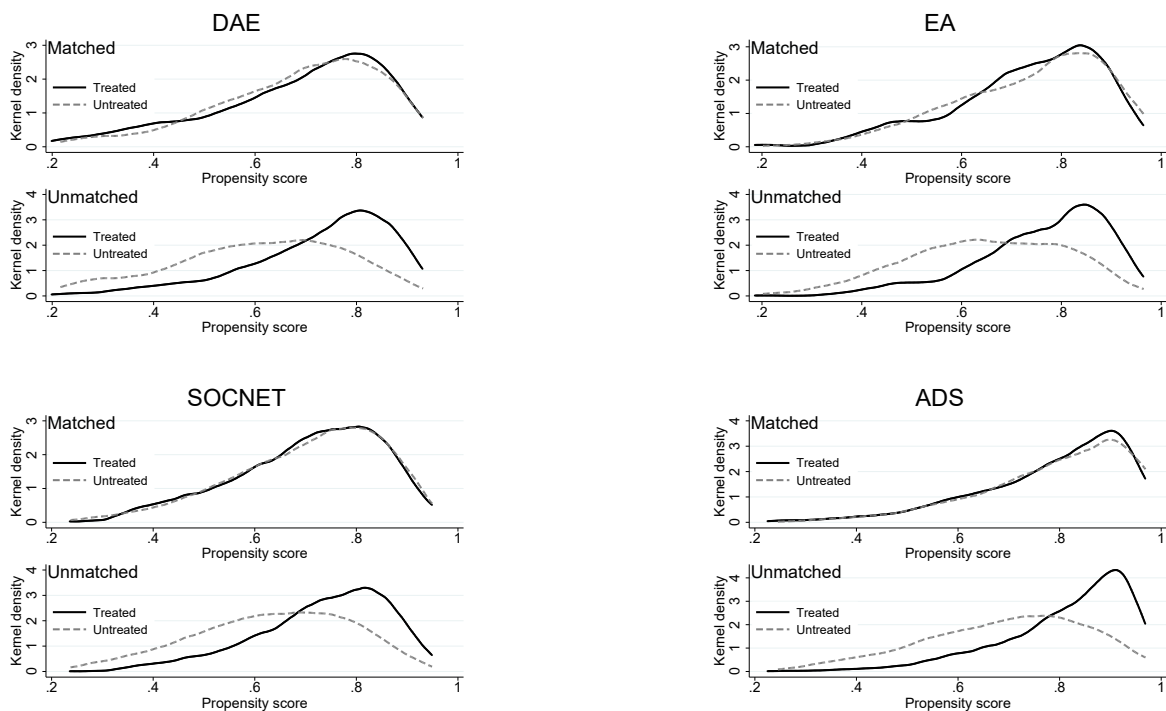 DAE
Matched
Kernel density
0 1 2 3
Treated
Untreated
.2 .4 .6 .8 1
Propensity score
Unmatched
Kernel density
0 1 2 3 4
Treated
Untreated
.2 .4 .6 .8 1
Propensity score
EA
Matched
Kernel density
0 1 2 3
Treated
Untreated
.2 .4 .6 .8 1
Propensity score
Unmatched
Kernel density
0 1 2 3 4
Treated
Untreated
.2 .4 .6 .8 1
Propensity score
SOCNET
Matched
Kernel density
0 1 2 3
Treated
Untreated
.2 .4 .6 .8 1
Propensity score
Unmatched
Kernel density
0 1 2 3 4
Treated
Untreated
.2 .4 .6 .8 1
Propensity score
ADS
Matched
Kernel density
0 1 2 3 4
Treated
Untreated
.2 .4 .6 .8 1
Propensity score
Unmatched
Kernel density
0 1 2 3 4
Treated
Untreated
.2 .4 .6 .8 1
Propensity score